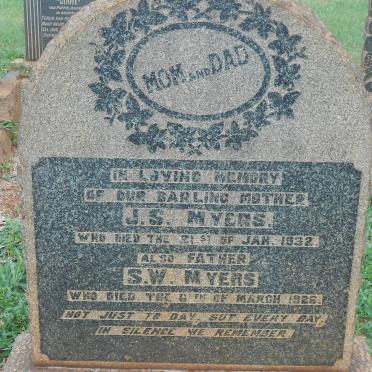 MOM AND DAD
IN LOVING MEMORY
OF OUR DARLING MOTHER
J.S. MYERS.
WHO DIED THE 21ST OF JAN. 1932.
ALSO FATHER
S.W. MYERS
WHO DIED THE 6TH OF MARCH 1926.
NOT JUST TO DAY, BUT EVERY DAY,
IN SILENCE WE REMEMBER.